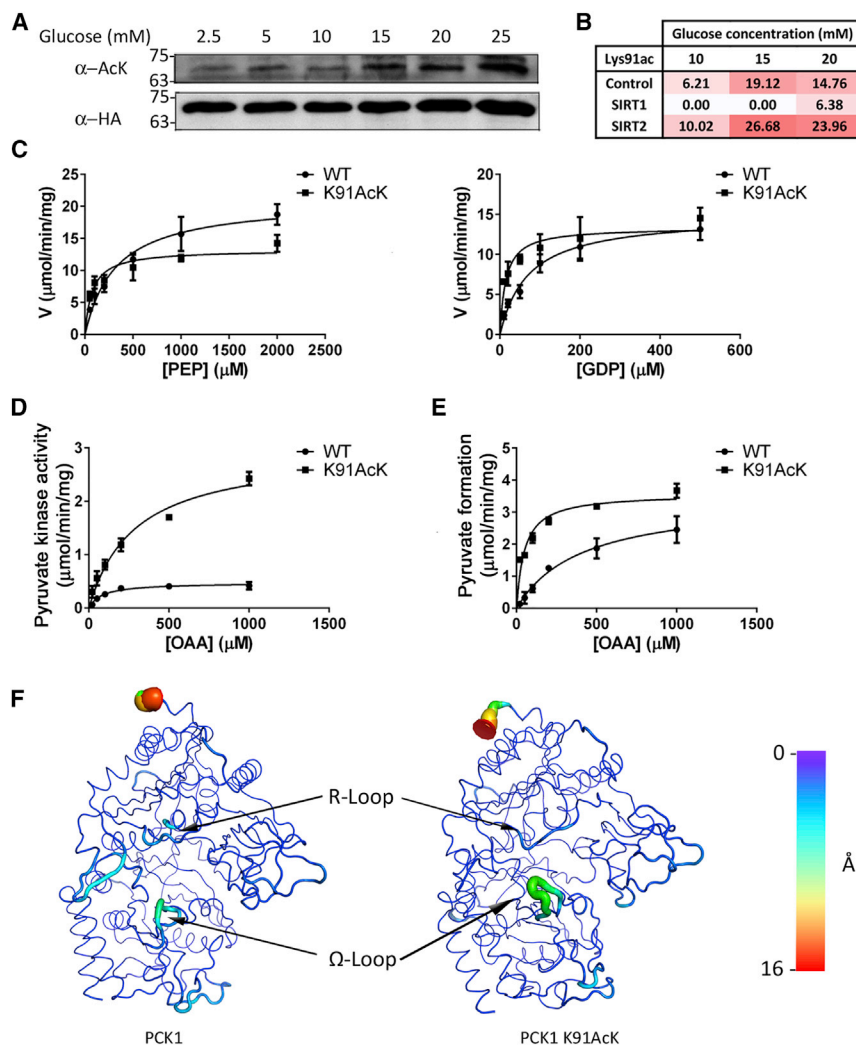 A
Glucose (mM) 2.5 5 10 15 20 25
α–AcK
75
63
α–HA
75
63
B
Glucose concentration (mM)
Lys91ac 10 15 20
Control 6.21 19.12 14.76
SIRT1 0.00 0.00 6.38
SIRT2 10.02 26.68 23.96
C
V (μmol/min/mg)
25
20
15
10
5
0
0 500 1000 1500 2000 2500
[PEP] (μM)
WT
K91AcK
V (μmol/min/mg)
20
15
10
5
0
0 200 400 600
[GDP] (μM)
WT
K91AcK
D
Pyruvate kinase activity
(μmol/min/mg)
3
2
1
0
0 500 1000 1500
[OAA] (μM)
WT
K91AcK
E
Pyruvate formation
(μmol/min/mg)
5
4
3
2
1
0
0 500 1000 1500
[OAA] (μM)
WT
K91AcK
F
R-Loop
Ω-Loop
PCK1
PCK1 K91AcK
0
Å
16